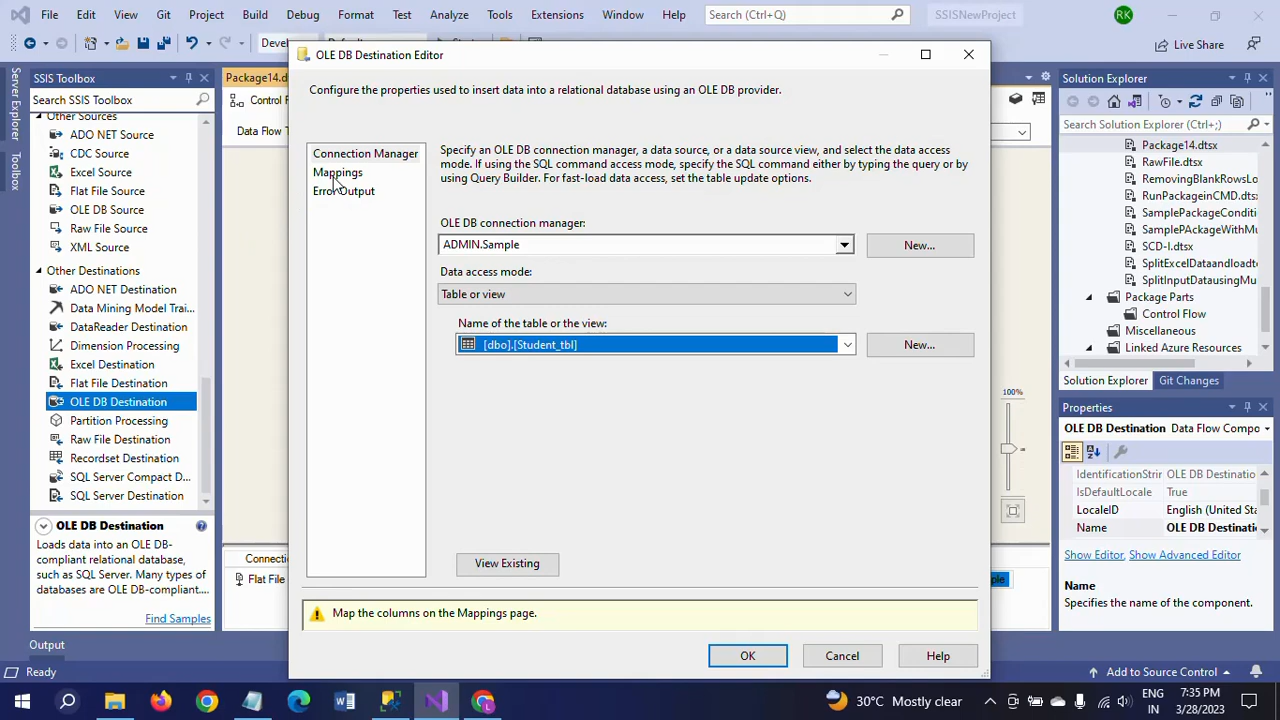 File Edit View Git Project Build Debug Format Test Analyze SSIS Tools Extensions Window Help Search (Ctrl+Q) SSISNewProject RK
Live Share
OLE DB Destination Editor
Configure the properties used to insert data into a relational database using an OLE DB provider.
Connection Manager
Mappings
Error Output
Specify an OLE DB connection manager, a data source, or a data source view, and select the data access
mode. If using the SQL command access mode, specify the SQL command either by typing the query or by
using Query Builder. For fast-load data access, set the table update options.
OLE DB connection manager:
ADMIN.Sample
New...
Data access mode:
Table or view
Name of the table or the view:
[dbo].[Student_tbl]
New...
View Existing
Map the columns on the Mappings page.
OK Cancel Help
Server Explorer
SSIS Toolbox
Search SSIS Toolbox
Other Sources
ADO NET Source
CDC Source
Excel Source
Flat File Source
OLE DB Source
Raw File Source
XML Source
Other Destinations
ADO NET Destination
Data Mining Model Trai...
DataReader Destination
Dimension Processing
Excel Destination
Flat File Destination
OLE DB Destination
Partition Processing
Raw File Destination
Recordset Destination
SQL Server Compact D...
SQL Server Destination
OLE DB Destination
Loads data into an OLE DB-
compliant relational database,
such as SQL Server. Many types of
databases are OLE DB-compliant....
Find Samples
Package14.d
Control F
Data Flow T
100%
Connectio
Flat File
Solution Explorer
Search Solution Explorer (Ctrl+;)
Package14.dtsx
RawFile.dtsx
RemovingBlankRowsL
RunPackageinCMD.dts
SamplePackageConditi
SamplePackageWithMu
SCD-I.dtsx
SplitExcelDataandloadt
SplitInputDatausingMu
Package Parts
Control Flow
Miscellaneous
Linked Azure Resources
Solution Explorer Git Changes
Properties
OLE DB Destination Data Flow Compo
IdentificationStrin OLE DB Destinatio
IsDefaultLocale True
LocaleID English (United Sta
Name OLE DB Destinatio
Show Editor, Show Advanced Editor
Name
Specifies the name of the component.
Output
Ready
Add to Source Control
30°C Mostly clear
ENG
IN
7:35 PM
3/28/2023